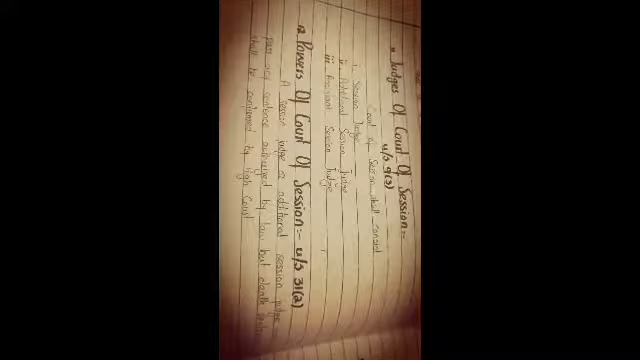 Judges Of Court Of Session:-
u/s 9(3)
Court of Session shall consist
i. Session Judge
ii. Additional Session Judge
iii. Assistant Session Judge
Powers Of Court Of Session:- u/s 31(2)
A session judge additional session judge
pass any sentence authorized by law but death
shall be confirmed by High Court